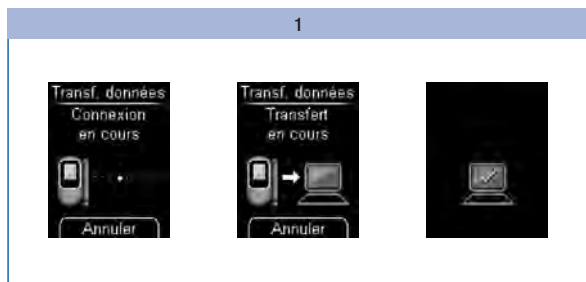 1
Transf. données
Connexion
en cours
Annuler
Transf. données
Transfert
en cours
Annuler